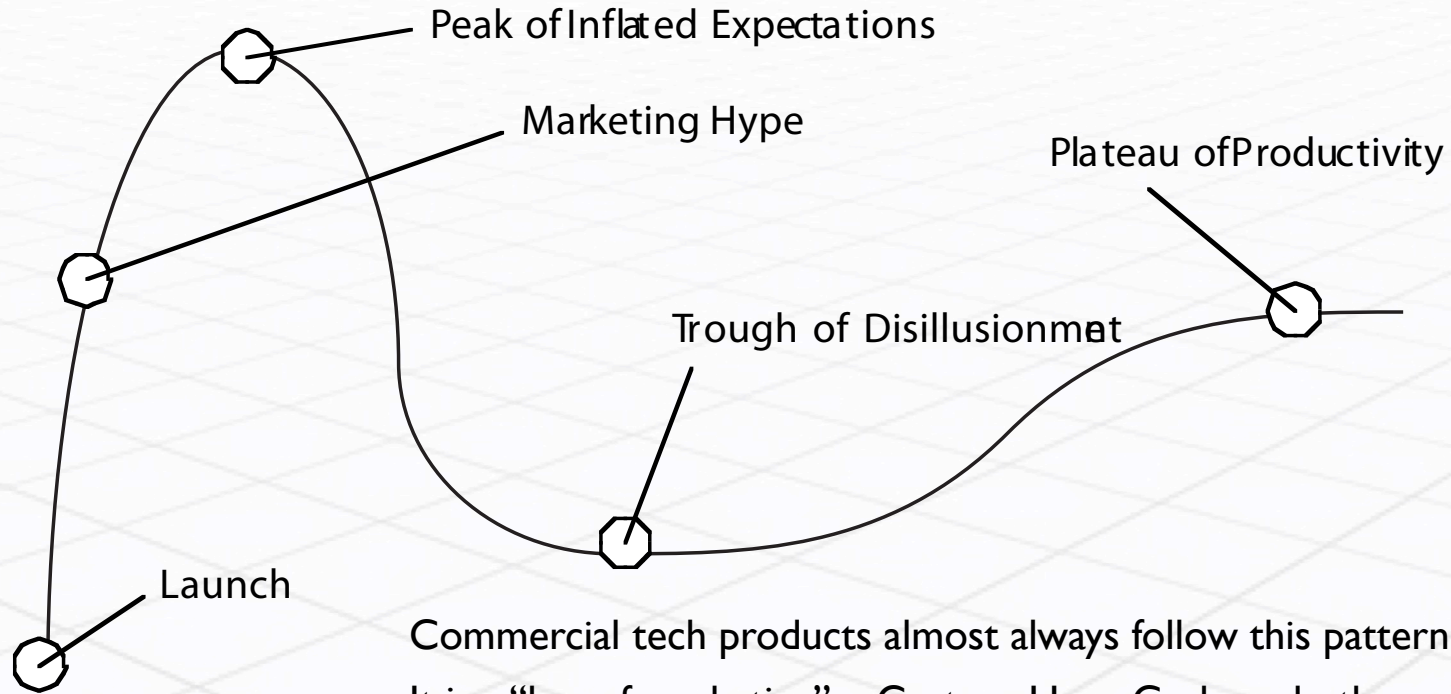 Peak of Inflated Expectations
Marketing Hype
Plateau of Productivity
Trough of Disillusionment
Launch
Commercial tech products almost always follow this pattern